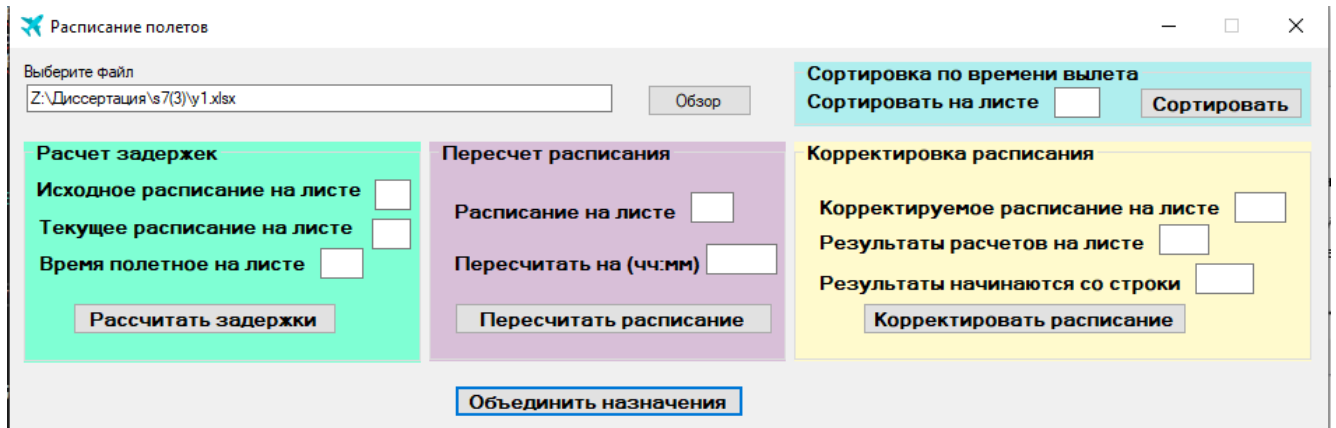 Расписание полетов
Выберите файл
Z:\Диссертация\s7(3)\y1.xlsx
Обзор
Сортировка по времени вылета
Сортировать на листе
Сортировать
Расчет задержек
Исходное расписание на листе
Текущее расписание на листе
Время полетное на листе
Рассчитать задержки
Пересчет расписания
Расписание на листе
Пересчитать на (чч:мм)
Пересчитать расписание
Корректировка расписания
Корректируемое расписание на листе
Результаты расчетов на листе
Результаты начинаются со строки
Корректировать расписание
Объединить назначения